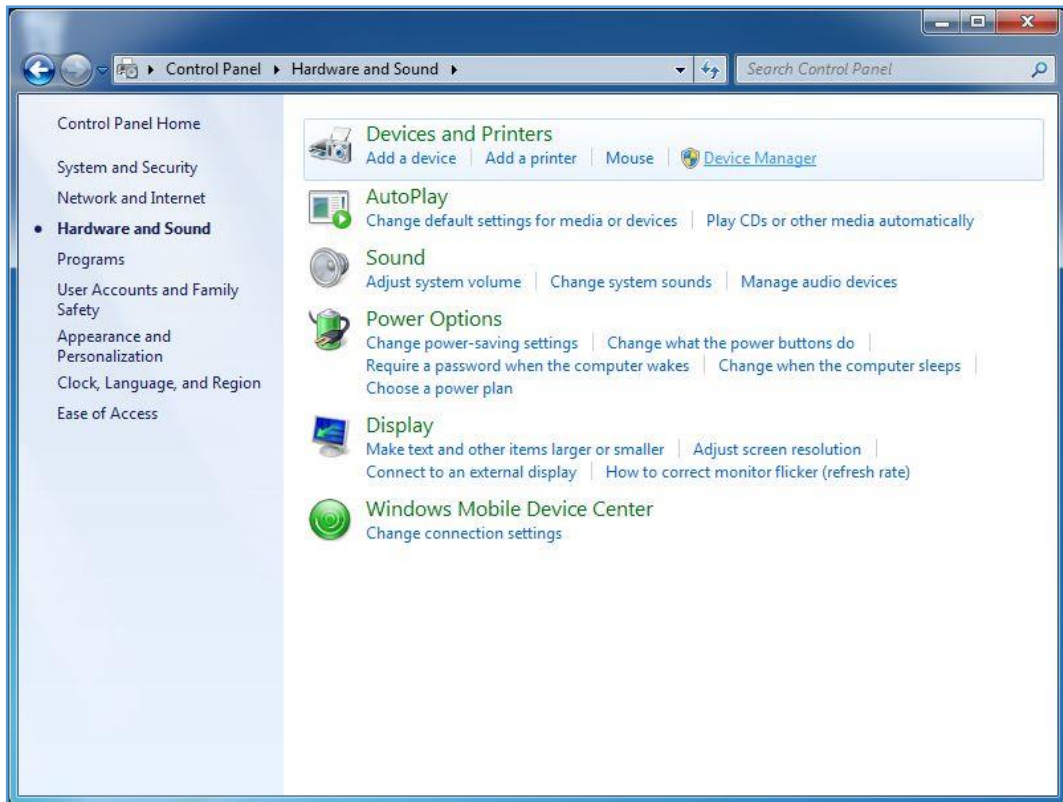 Control Panel Hardware and Sound Search Control Panel
Control Panel Home
System and Security
Network and Internet
Hardware and Sound
Programs
User Accounts and Family
Safety
Appearance and
Personalization
Clock, Language, and Region
Ease of Access
Devices and Printers
Add a device Add a printer Mouse Device Manager
AutoPlay
Change default settings for media or devices Play CDs or other media automatically
Sound
Adjust system volume Change system sounds Manage audio devices
Power Options
Change power-saving settings Change what the power buttons do
Require a password when the computer wakes Change when the computer sleeps
Choose a power plan
Display
Make text and other items larger or smaller Adjust screen resolution
Connect to an external display How to correct monitor flicker (refresh rate)
Windows Mobile Device Center
Change connection settings